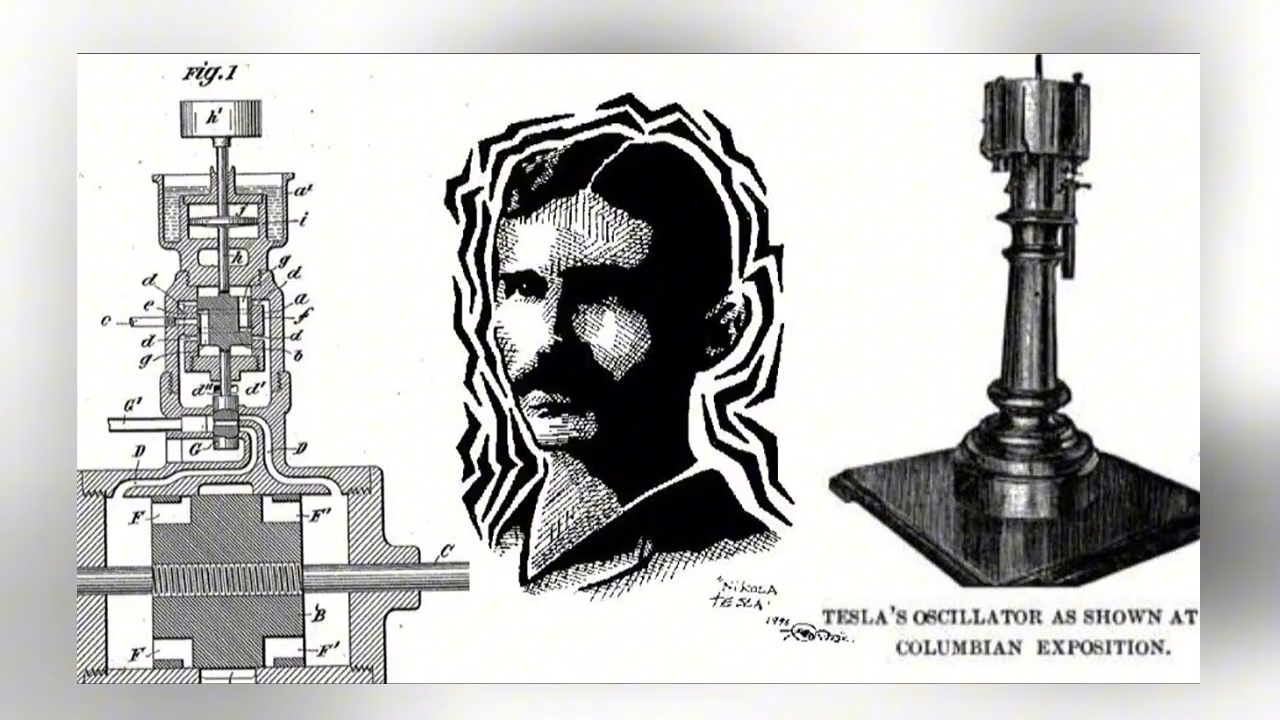 Fig.1
h'
a'
j
i
h
g
d
d
a
e
f
c
d
d
g
b
d''
d'
G'
D
G
D
F
F''
C
B
F
F'
"NIKOLA
TESLA"
TESLA'S OSCILLATOR AS SHOWN AT
COLUMBIAN EXPOSITION.